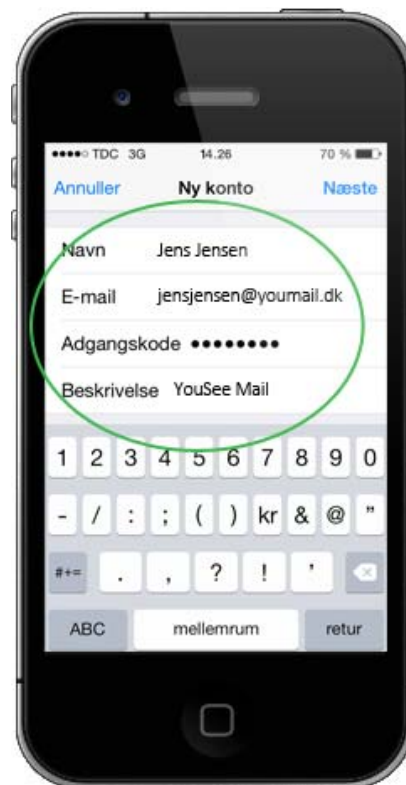 TDC 3G 14.26 70 %
Annuller Ny konto Næste
Navn Jens Jensen
E-mail jensjensen@youmail.dk
Adgangskode ●●●●●●●●
Beskrivelse YouSee Mail
1 2 3 4 5 6 7 8 9 0
- / : ; ( ) kr & @ "
#+= . , ? ! '
ABC mellemrum retur